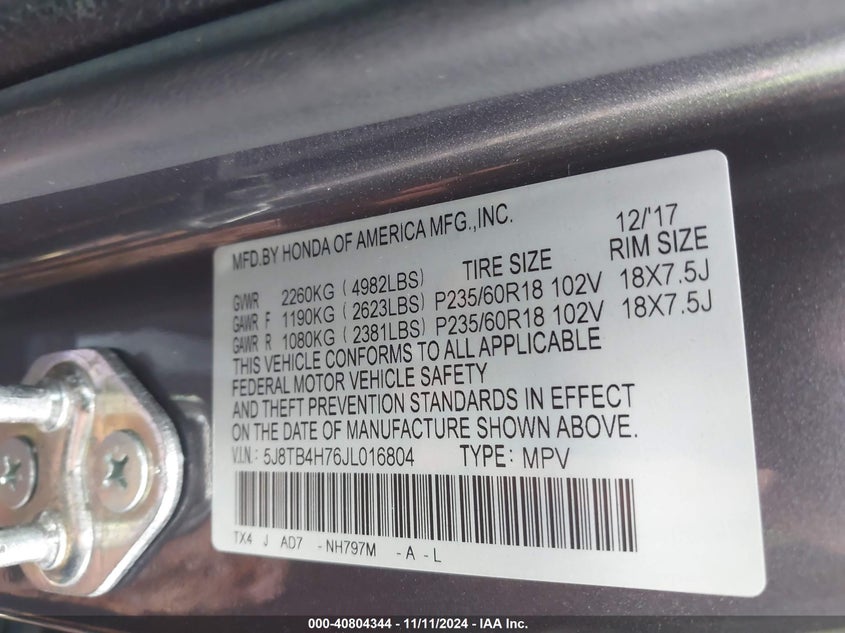 MFD.BY HONDA OF AMERICA MFG.,INC. 12/'17
TIRE SIZE RIM SIZE
GVWR 2260KG ( 4982LBS)
GAWR F 1190KG ( 2623LBS) P235/60R18 102V 18X7.5J
GAWR R 1080KG ( 2381LBS) P235/60R18 102V 18X7.5J
THIS VEHICLE CONFORMS TO ALL APPLICABLE
FEDERAL MOTOR VEHICLE SAFETY
AND THEFT PREVENTION STANDARDS IN EFFECT
ON THE DATE OF MANUFACTURE SHOWN ABOVE.
V.I.N.: 5J8TB4H76JL016804 TYPE: MPV
TX4 J AD7 -NH797M -A-L
000-40804344 - 11/11/2024 - IAA Inc.